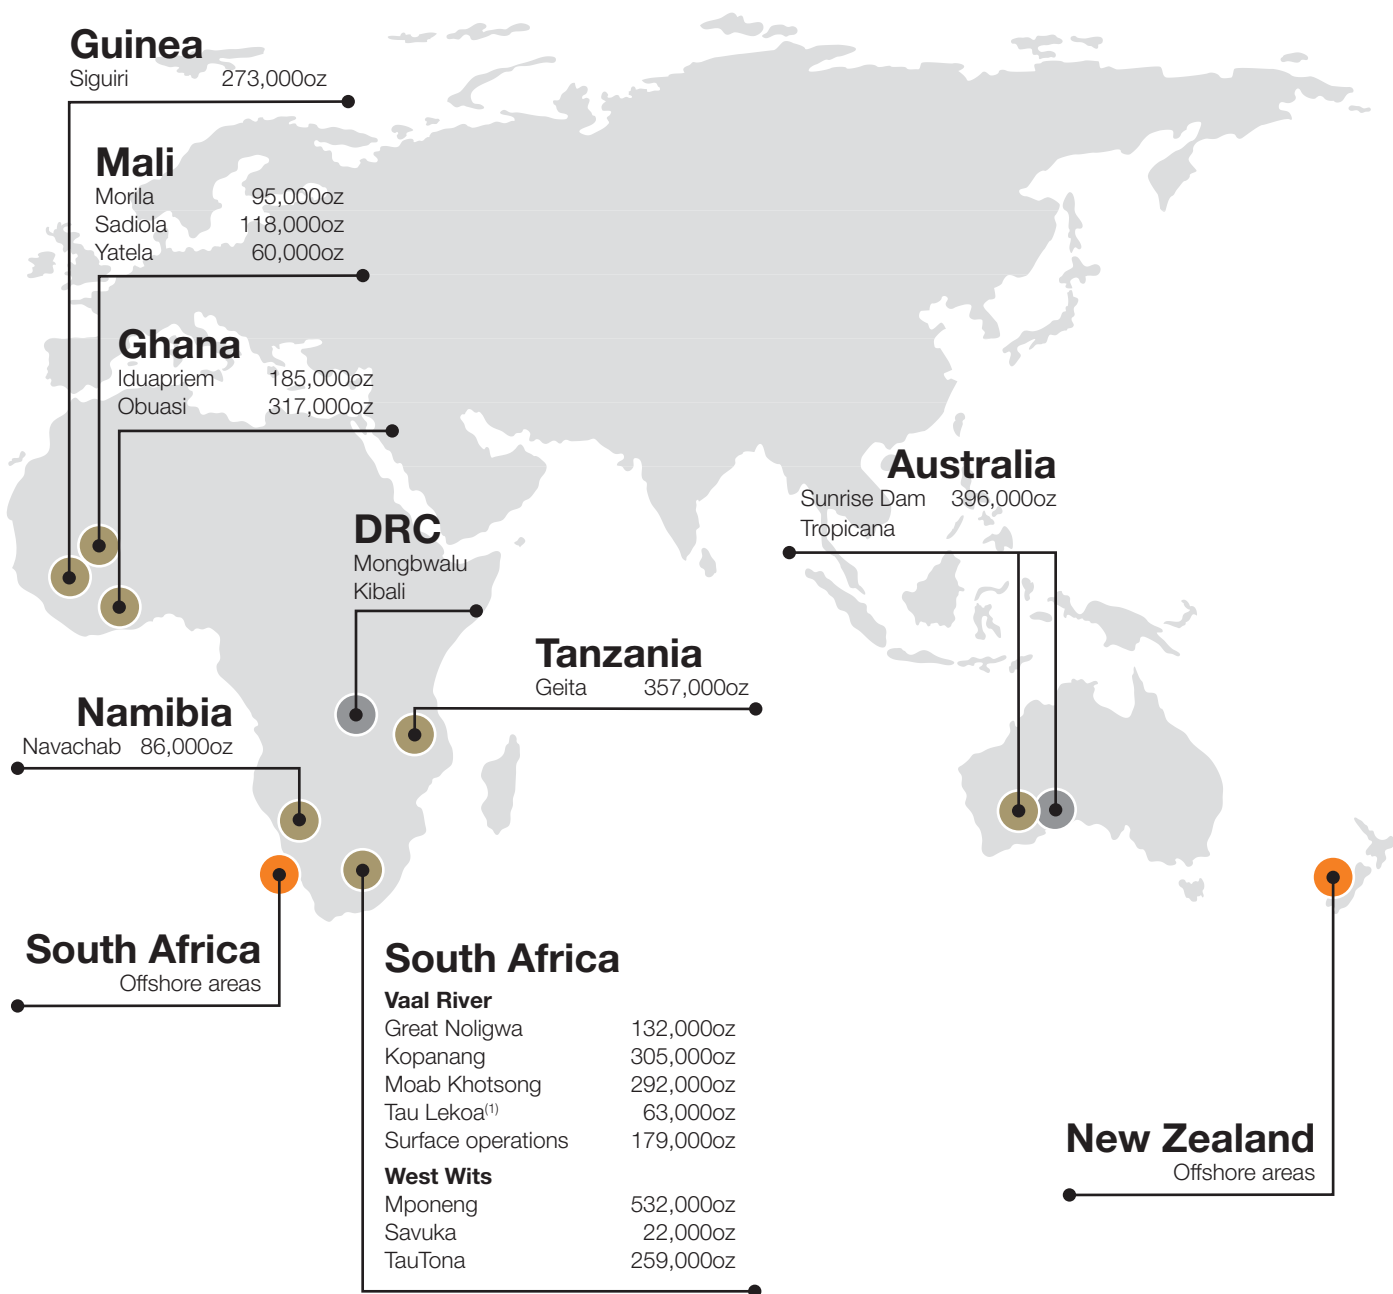 Guinea
Siguiri 273,000oz
Mali
Morila 95,000oz
Sadiola 118,000oz
Yatela 60,000oz
Ghana
Iduapriem 185,000oz
Obuasi 317,000oz
Australia
Sunrise Dam 396,000oz
Tropicana
DRC
Mongbwalu
Kibali
Tanzania
Geita 357,000oz
Namibia
Navachab 86,000oz
South Africa
Offshore areas
South Africa
Vaal River
Great Noligwa 132,000oz
Kopanang 305,000oz
Moab Khotsong 292,000oz
Tau Lekoa(1) 63,000oz
Surface operations 179,000oz
West Wits
Mponeng 532,000oz
Savuka 22,000oz
TauTona 259,000oz
New Zealand
Offshore areas